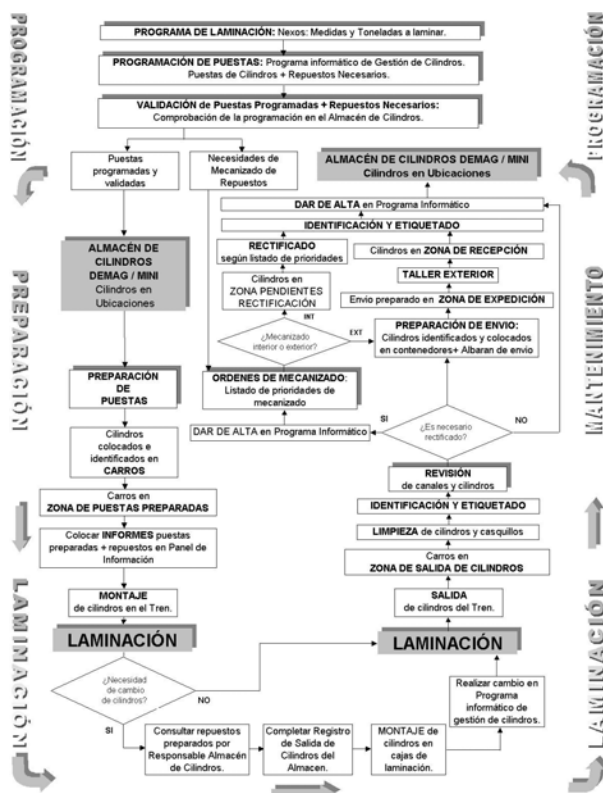 PROGRAMACIÓN
PROGRAMA DE LAMINACIÓN: Nexos: Medidas y Toneladas a laminar.
PROGRAMACIÓN DE PUESTAS: Programa informático de Gestión de Cilindros.
Puestas de Cilindros + Repuestos Necesarios.
VALIDACIÓN de Puestas Programadas + Repuestos Necesarios:
Comprobación de la programación en el Almacén de Cilindros.
PROGRAMACIÓN
Puestas
programadas y
validadas
Necesidades de
Mecanizado de
Repuestos
ALMACÉN DE CILINDROS DEMAG / MINI
Cilindros en Ubicaciones
DAR DE ALTA en Programa Informático
IDENTIFICACIÓN Y ETIQUETADO
PREPARACIÓN
ALMACÉN DE
CILINDROS
DEMAG / MINI
Cilindros en
Ubicaciones
RECTIFICADO
según listado de prioridades
Cilindros en ZONA DE RECEPCIÓN
TALLER EXTERIOR
Cilindros en
ZONA PENDIENTES
RECTIFICACIÓN
Envio preparado en ZONA DE EXPEDICIÓN
MANTENIMIENTO
INT
¿Mecanizado
interior o exterior?
EXT
PREPARACIÓN DE ENVIO:
Cilindros identificados y colocados
en contenedores+ Albaran de envio
PREPARACIÓN
DE
PUESTAS
ORDENES DE MECANIZADO:
Listado de prioridades de
mecanizado
DAR DE ALTA en Programa Informático
SI
¿Es necesario
rectificado?
NO
Cilindros
colocados e
identificados en
CARROS
REVISIÓN
de canales y cilindros
Carros en
ZONA DE PUESTAS PREPARADAS
IDENTIFICACIÓN Y ETIQUETADO
Colocar INFORMES puestas
preparadas + repuestos en Panel de
Información
LIMPIEZA de cilindros y casquillos
Carros en
ZONA DE SALIDA DE CILINDROS
LAMINACIÓN
MONTAJE
de cilindros en el Tren.
SALIDA
de cilindros del Tren.
LAMINACIÓN
LAMINACIÓN
LAMINACIÓN
¿Necesidad
de cambio
de cilindros?
NO
SI
Realizar cambio en
Programa
informático de
gestión de cilindros.
Consultar repuestos
preparados por
Responsable Almacén
de Cilindros.
Completar Registro
de Salida de
Cilindros del
Almacen.
MONTAJE de
cilindros en
cajas de
laminación.